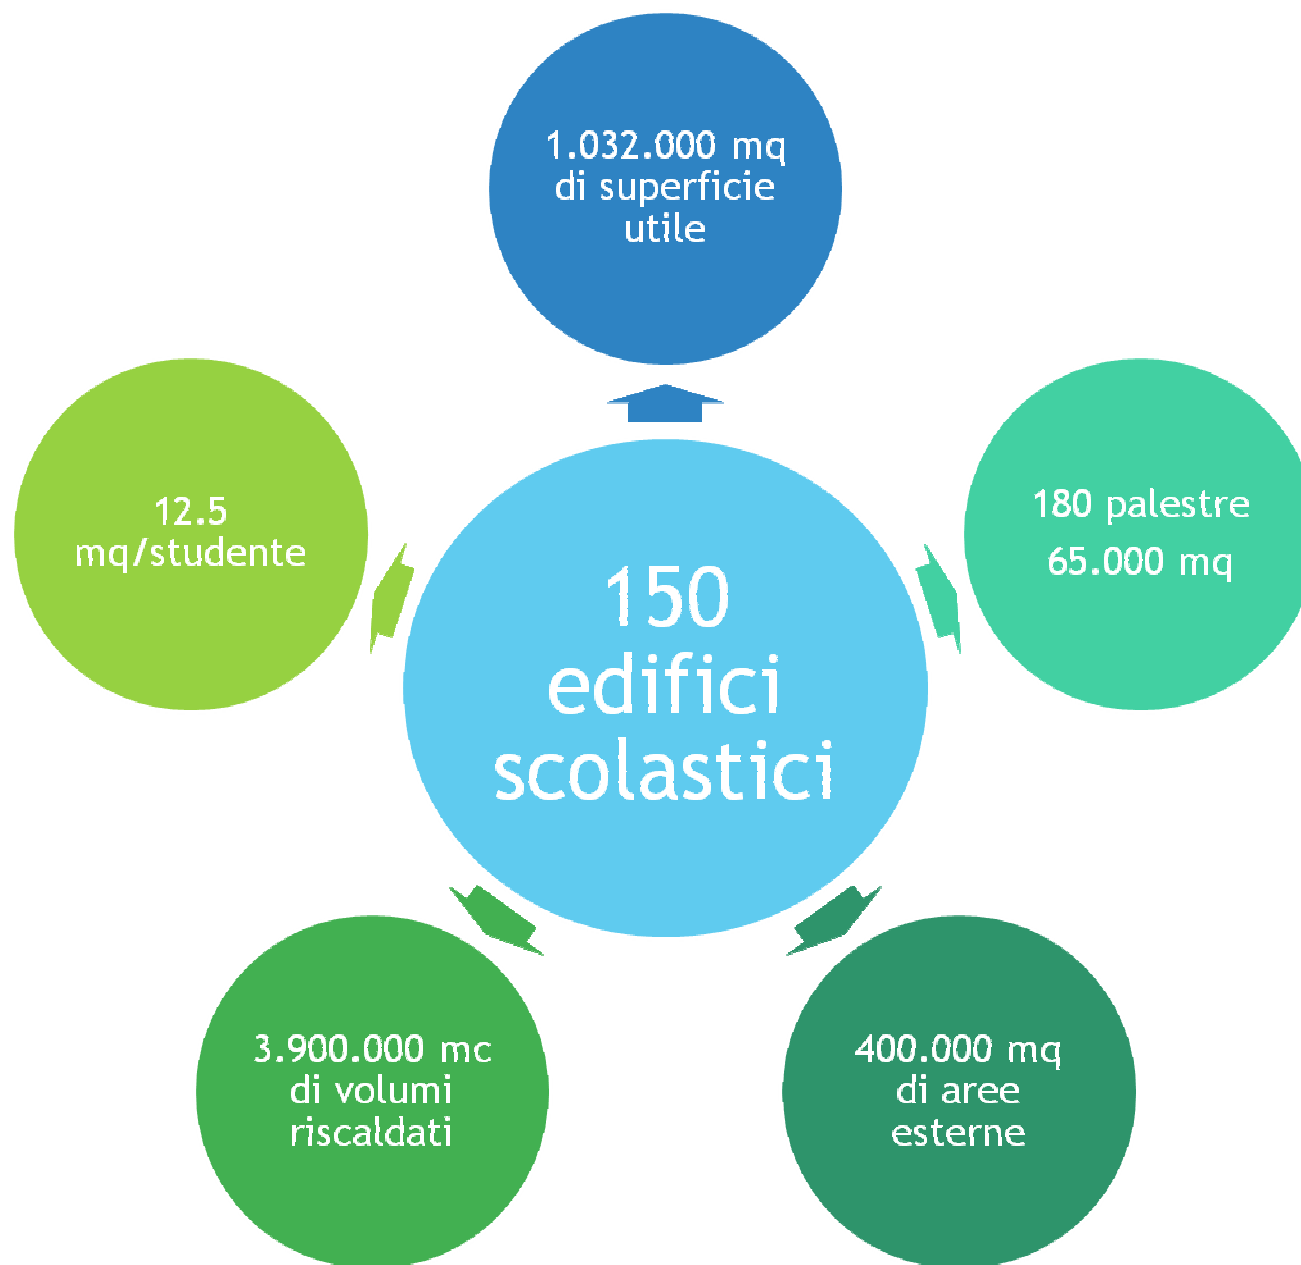 1.032.000 mq
di superficie
utile
12.5
mq/studente
180 palestre
65.000 mq
150
edifici
scolastici
3.900.000 mc
di volumi
riscaldati
400.000 mq
di aree
esterne